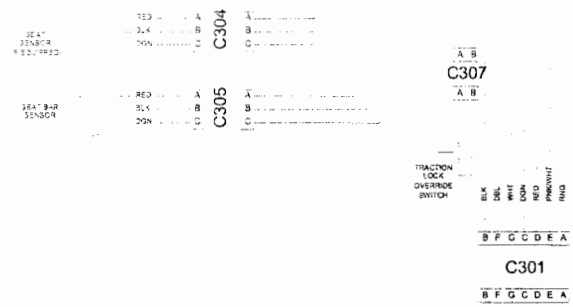 RED A A
BLK B C304 B
DGN C C
SEAT
SENSOR
RED A A
BLK B C305 B
DGN C C
SEAT BAR
SENSOR
A B
C307
A B
TRACTION
LOCK
OVERRIDE
SWITCH
BLK DBL WHT DGN RED PNK/WHT RNG
B F G C D E A
C301
B F G C D E A